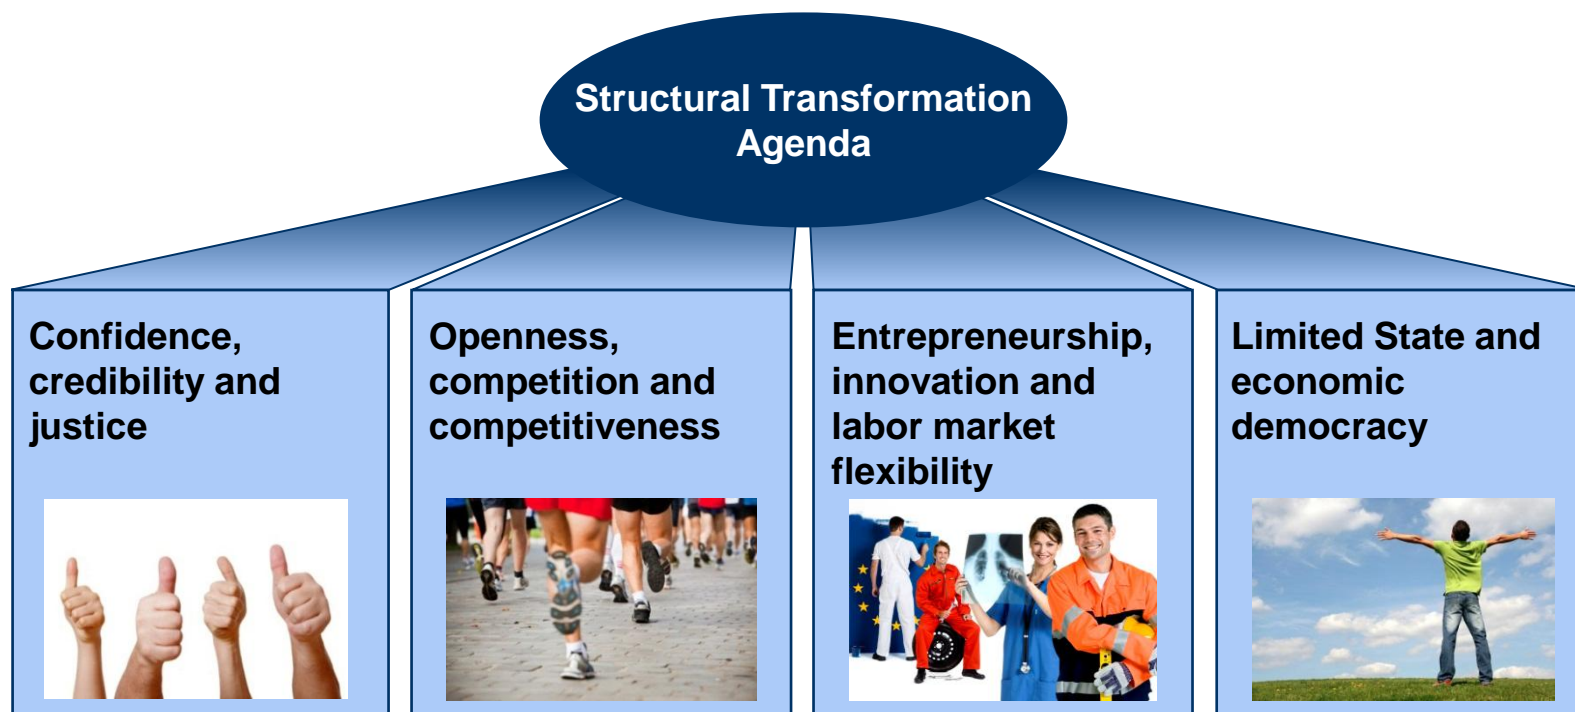 Structural Transformation
Agenda
Confidence,
credibility and
justice
Openness,
competition and
competitiveness
Entrepreneurship,
innovation and
labor market
flexibility
Limited State and
economic
democracy